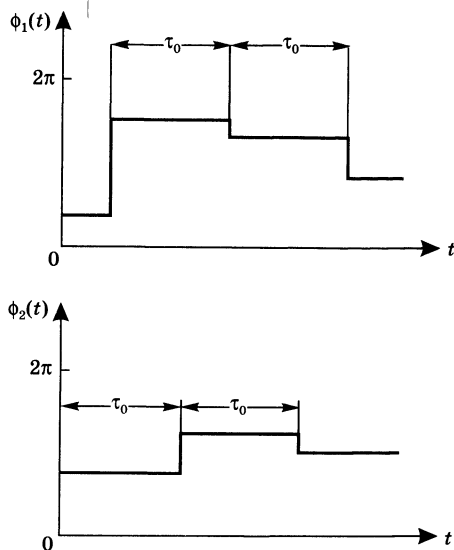 ϕ₁(t)
τ₀ τ₀
2π
0 t
ϕ₂(t)
2π
τ₀ τ₀
0 t